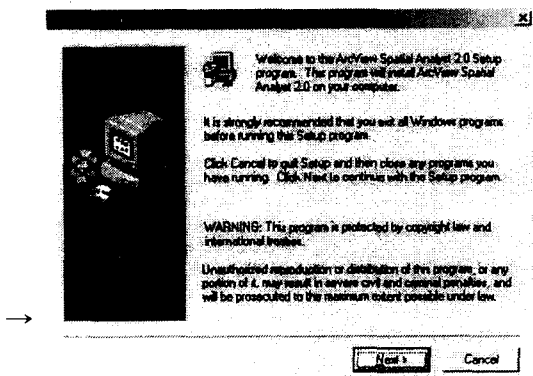 Welcome to the ArcView Spatial Analyst 2.0 Setup
program. This program will install ArcView Spatial
Analyst 2.0 on your computer.
It is strongly recommended that you exit all Windows programs
before running this Setup program.
Click Cancel to quit Setup and then close any programs you
have running. Click Next to continue with the Setup program.
WARNING: This program is protected by copyright law and
international treaties.
Unauthorized reproduction or distribution of this program, or any
portion of it, may result in severe civil and criminal penalties, and
will be prosecuted to the maximum extent possible under law.
→
Next >
Cancel